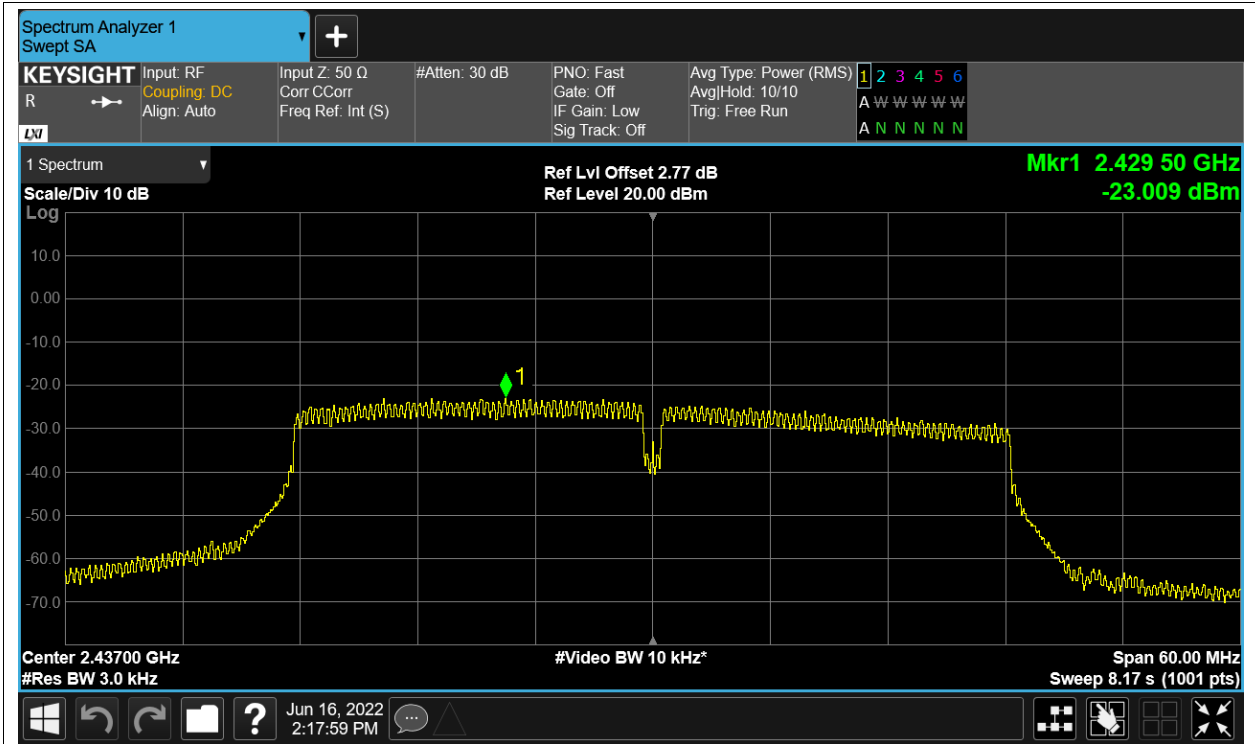 Spectrum Analyzer 1
Swept SA
KEYSIGHT
R
LXI
Input: RF
Coupling: DC
Align: Auto
Input Z: 50 Ω
Corr CCorr
Freq Ref: Int (S)
#Atten: 30 dB
PNO: Fast
Gate: Off
IF Gain: Low
Sig Track: Off
Avg Type: Power (RMS)
Avg|Hold: 10/10
Trig: Free Run
1 2 3 4 5 6
A W W W W W
A N N N N N
1 Spectrum
Scale/Div 10 dB
Log
Ref Lvl Offset 2.77 dB
Ref Level 20.00 dBm
Mkr1 2.429 50 GHz
-23.009 dBm
10.0
0.00
-10.0
-20.0
1
-30.0
-40.0
-50.0
-60.0
-70.0
Center 2.43700 GHz
#Video BW 10 kHz*
Span 60.00 MHz
#Res BW 3.0 kHz
Sweep 8.17 s (1001 pts)
?
Jun 16, 2022
2:17:59 PM